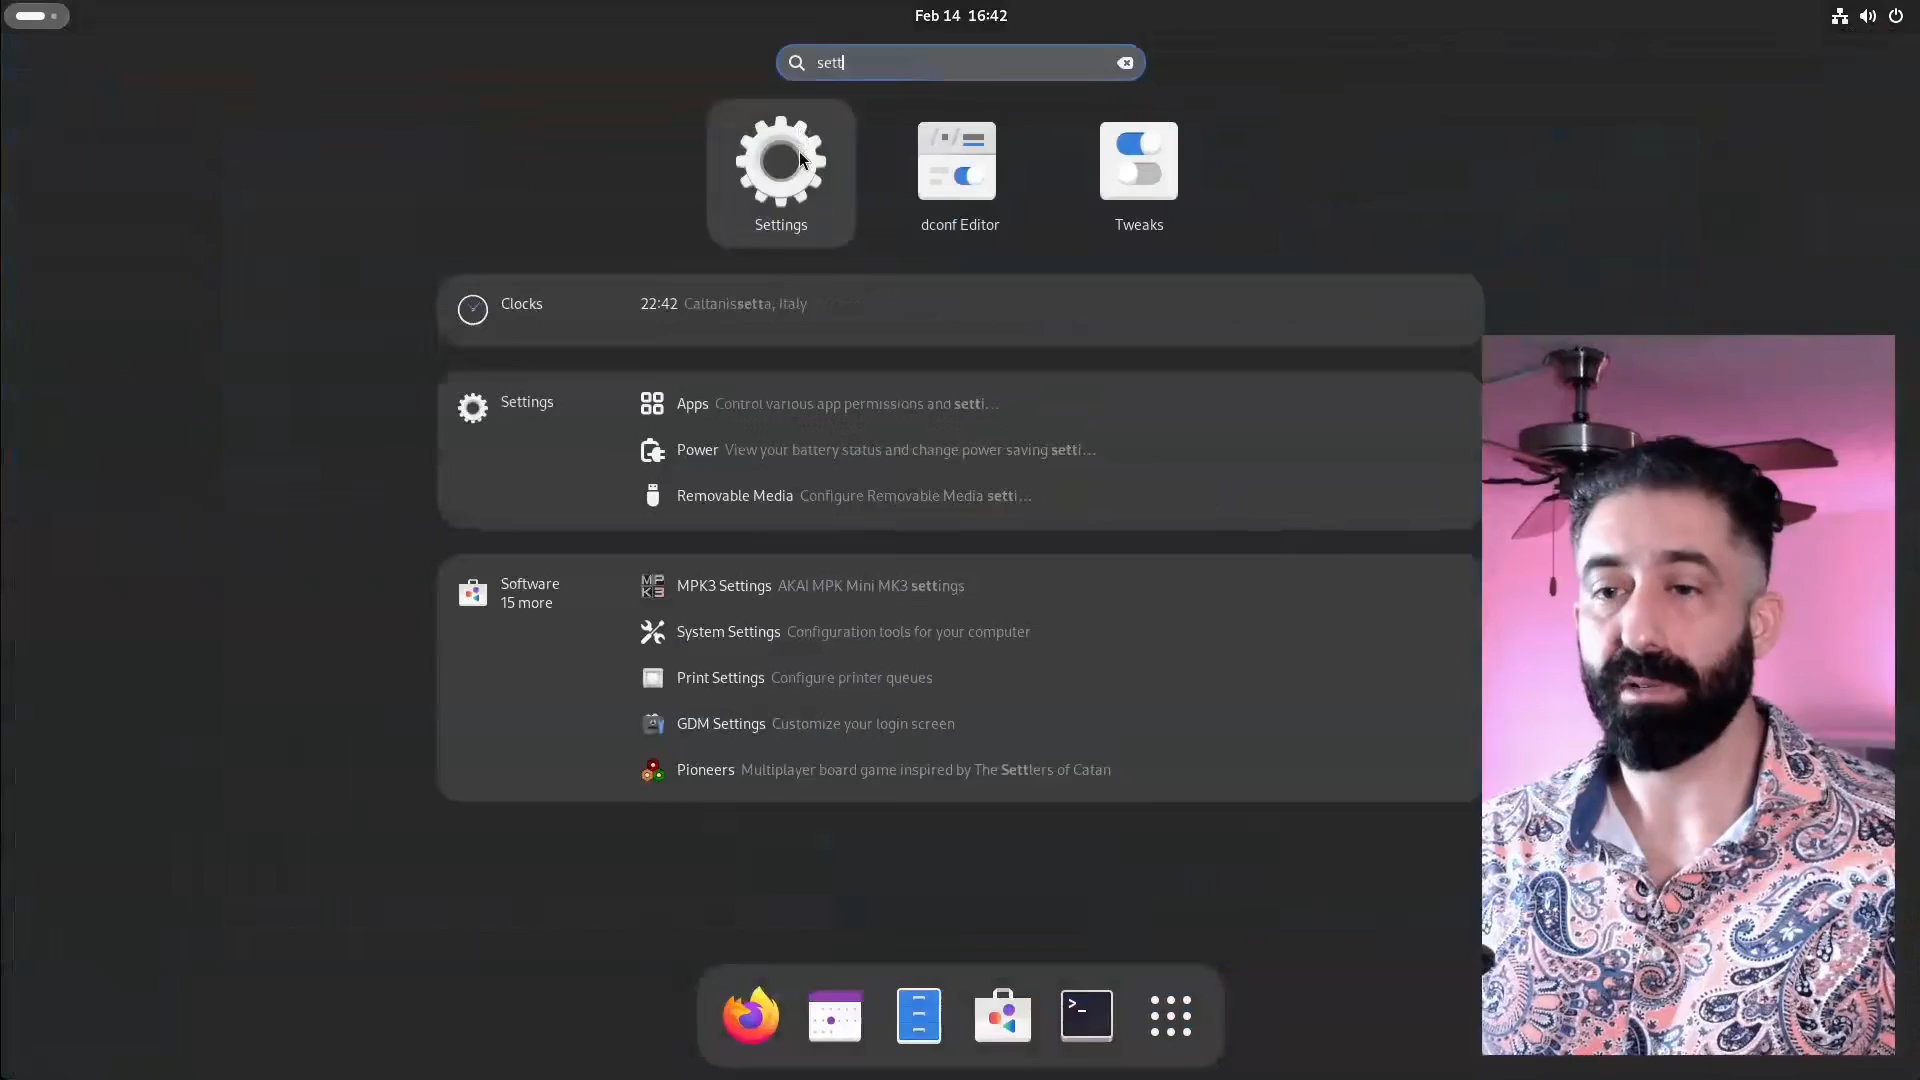 Feb 14 16:42
sett
Settings
dconf Editor
Tweaks
Clocks
22:42 Caltanissetta, Italy
Settings
Apps Control various app permissions and setti...
Power View your battery status and change power saving setti...
Removable Media Configure Removable Media setti...
Software
15 more
MPK3 Settings AKAI MPK Mini MK3 settings
System Settings Configuration tools for your computer
Print Settings Configure printer queues
GDM Settings Customize your login screen
Pioneers Multiplayer board game inspired by The Settlers of Catan